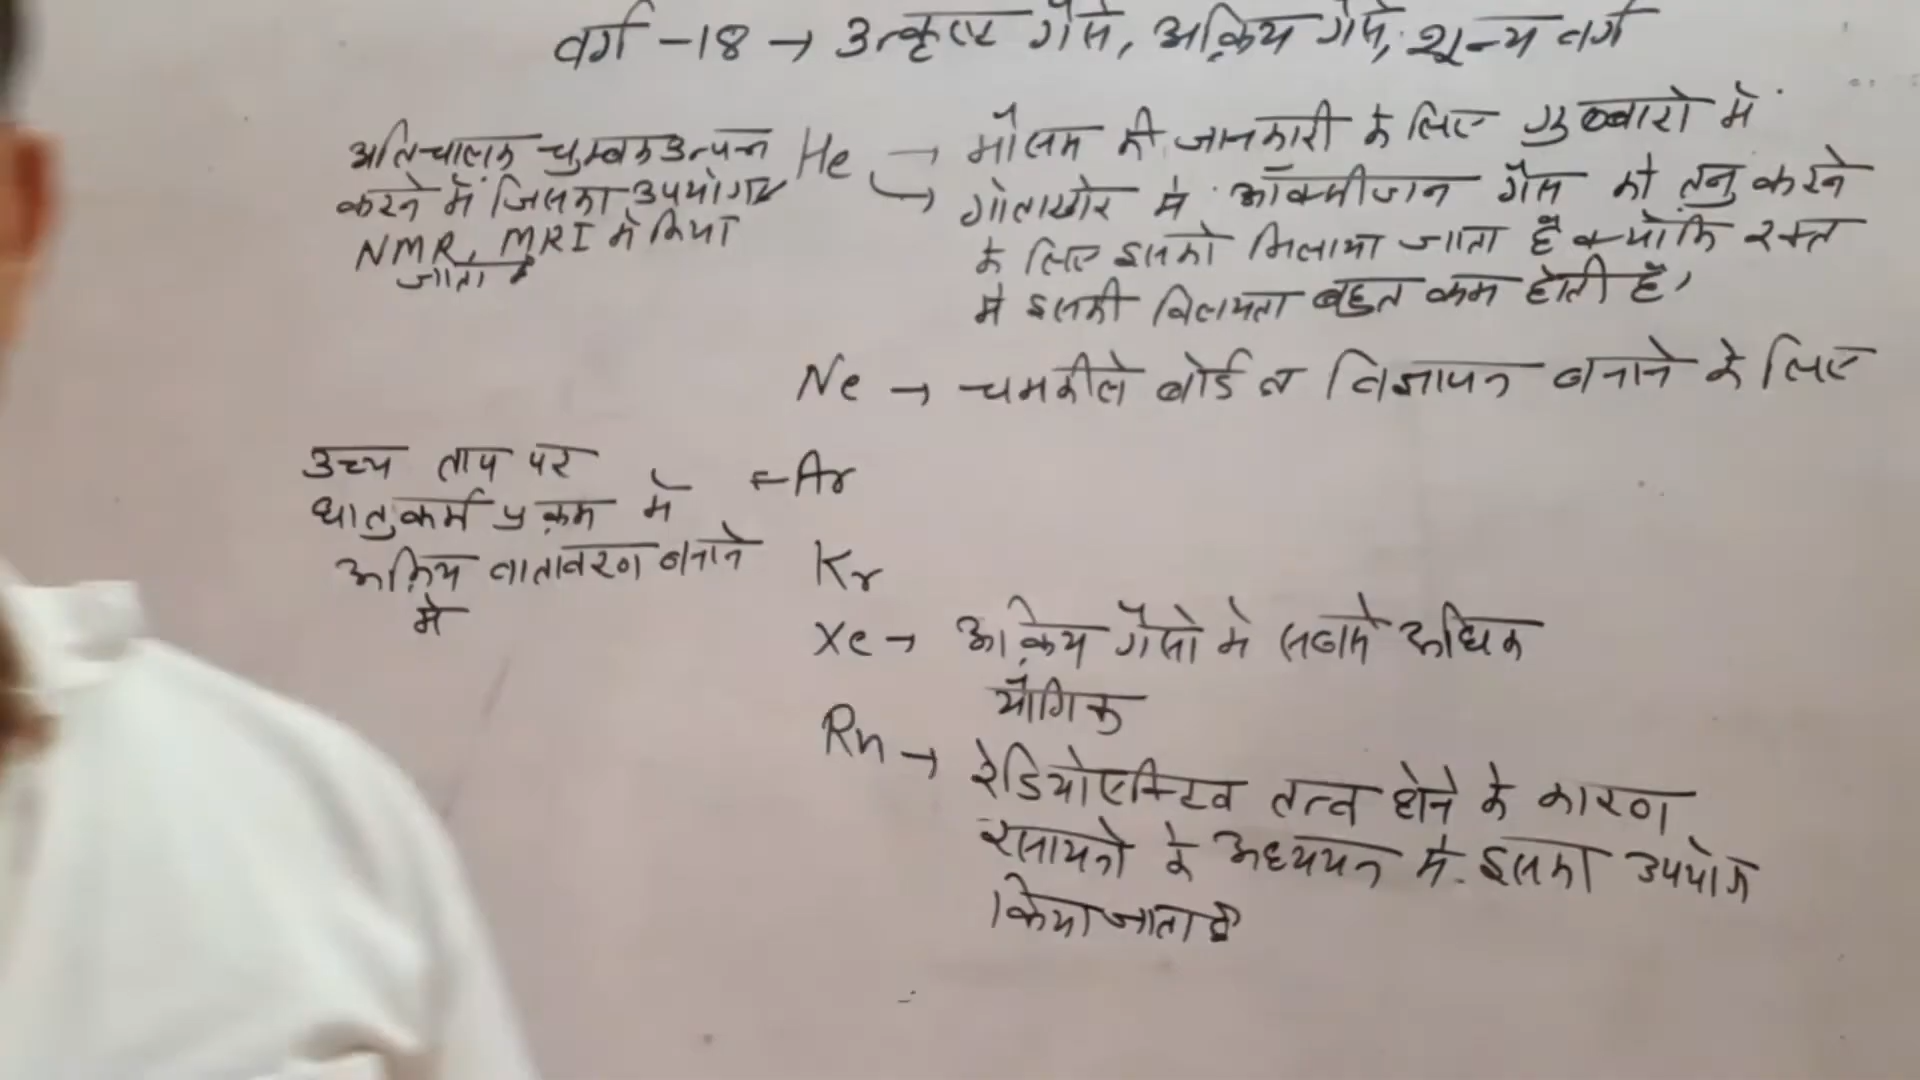 वर्ग -18 → उत्कृष्ट गैसे, अक्रिय गैसे, शून्य वर्ग
अतिचालक चुम्बक उत्पन्न
करने में जिसका उपयोग
NMR, MRI में किया
जाता है
He → मौसम की जानकारी के लिए गुब्बारो में
→ गोताखोर मे ऑक्सीजन गैस को तनु करने
के लिए इसको मिलाया जाता है क्योकि रक्त
मे इसकी विलयता बहुत कम होती है,
Ne → चमकीले बोर्ड व विज्ञापन बनाने के लिए
← Ar
उच्च ताप पर
धातुकर्म प्रक्रम मे
अक्रिय वातावरण बनाने
मे
Kr
Xe → अक्रिय गैसो मे सबसे अधिक
यौगिक
Rn → रेडियोएक्टिव तत्व होने के कारण
रसायनो के अध्ययन मे इसका उपयोग
किया जाता है